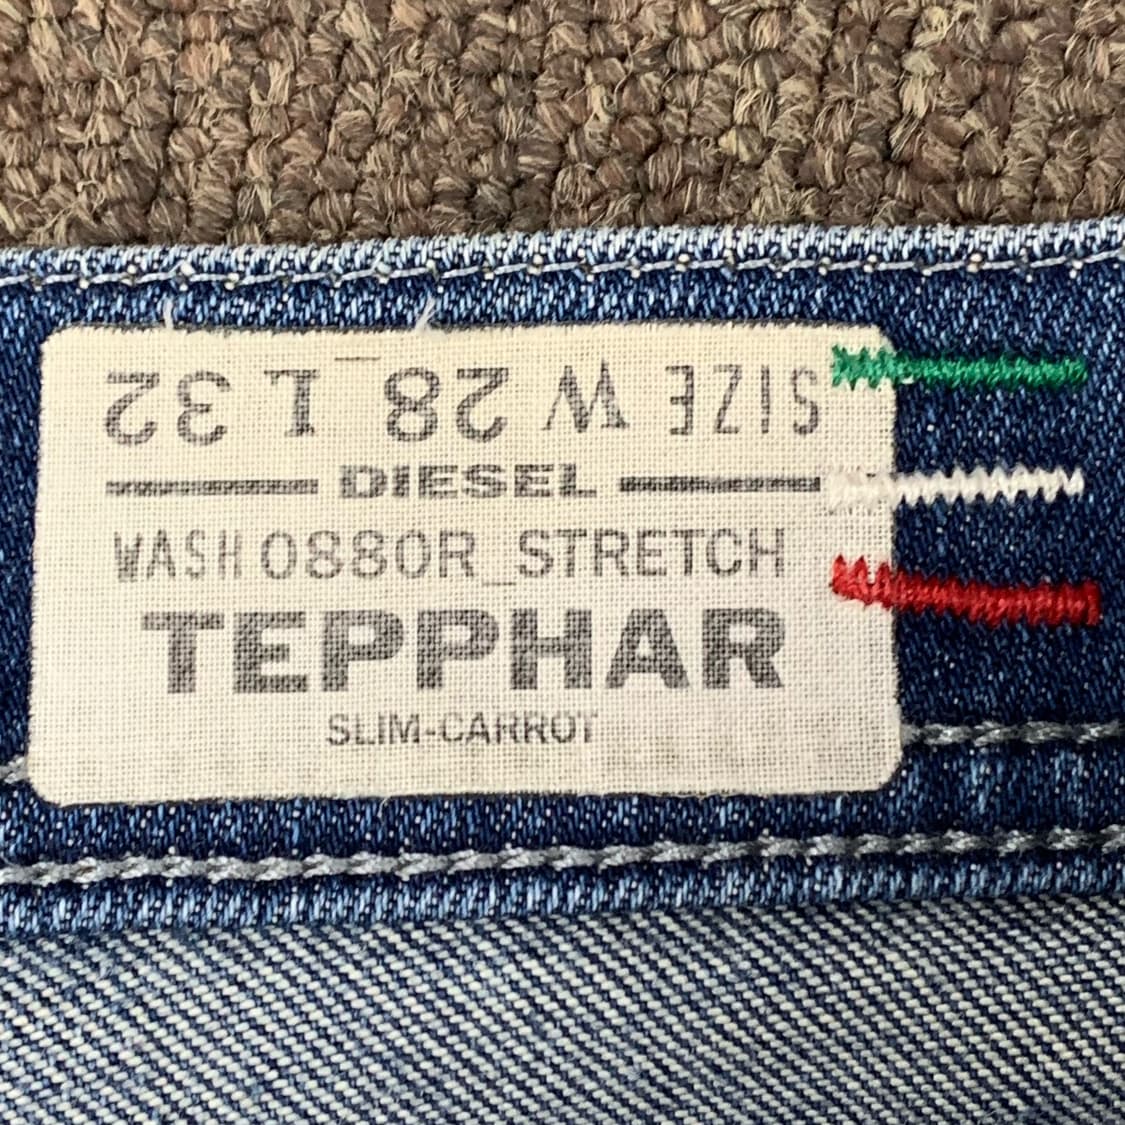 SIZE W 28 L 32
DIESEL
WASH 0880R_STRETCH
TEPPHAR
SLIM-CARROT